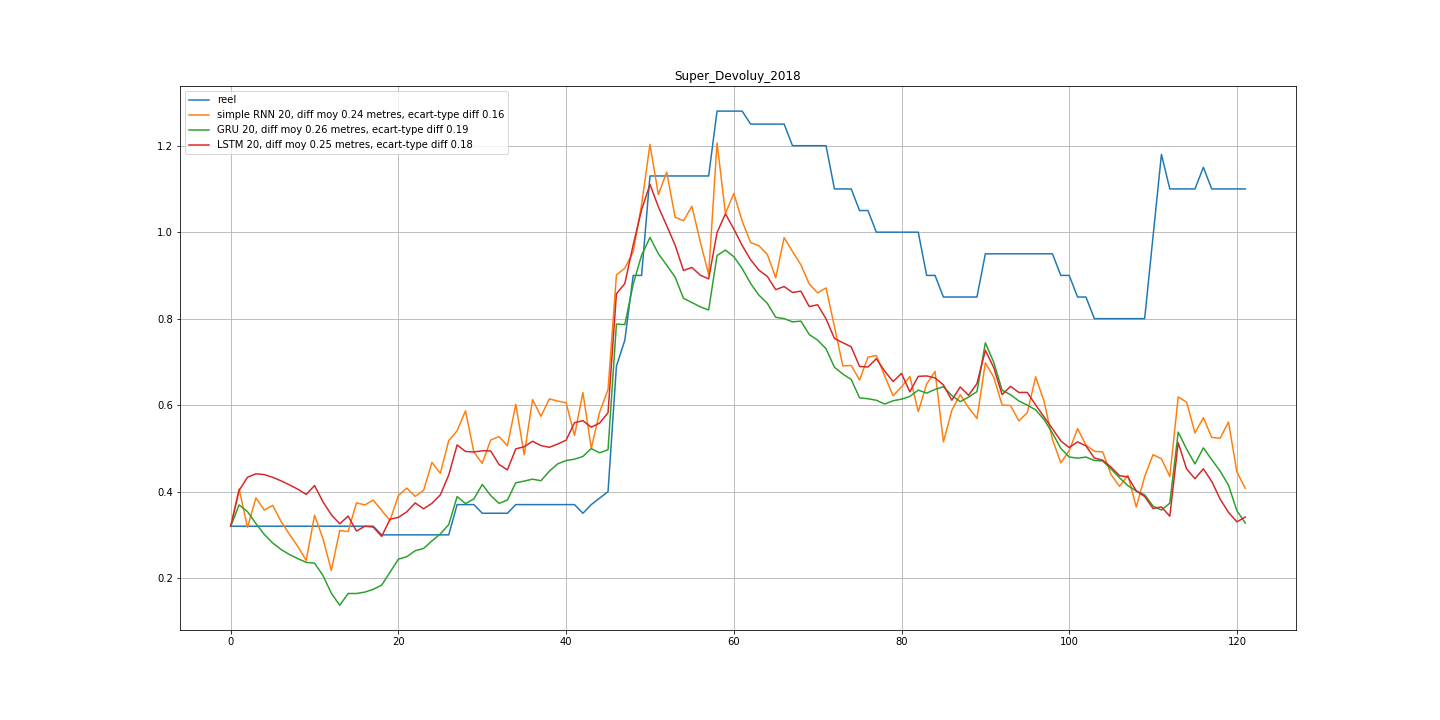 Super_Devoluy_2018
reel
simple RNN 20, diff moy 0.24 metres, ecart-type diff 0.16
GRU 20, diff moy 0.26 metres, ecart-type diff 0.19
LSTM 20, diff moy 0.25 metres, ecart-type diff 0.18
1.2
1.0
0.8
0.6
0.4
0.2
0 20 40 60 80 100 120